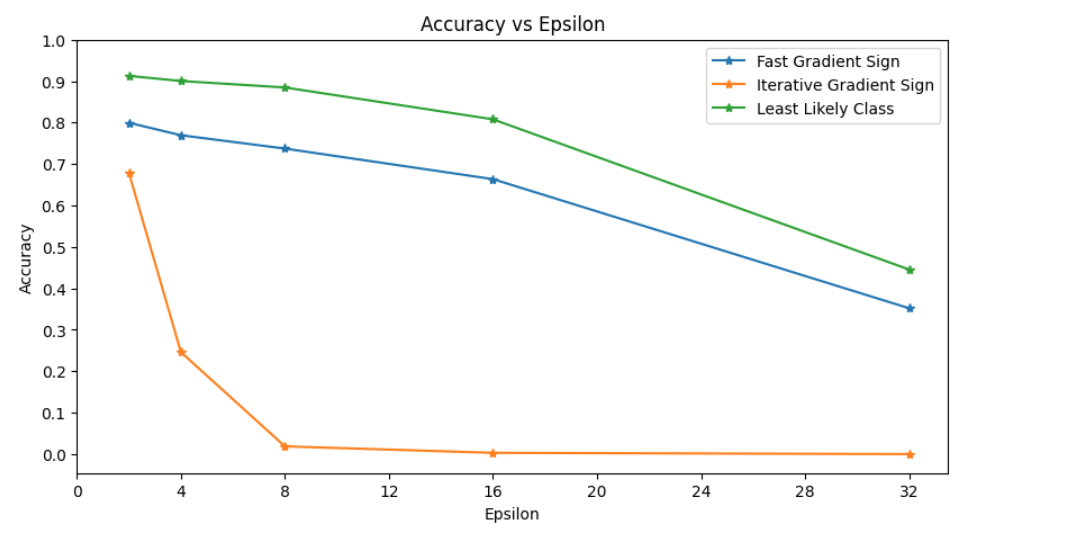 Accuracy vs Epsilon
Fast Gradient Sign
Iterative Gradient Sign
Least Likely Class
Accuracy
1.0
0.9
0.8
0.7
0.6
0.5
0.4
0.3
0.2
0.1
0.0
0 4 8 12 16 20 24 28 32
Epsilon